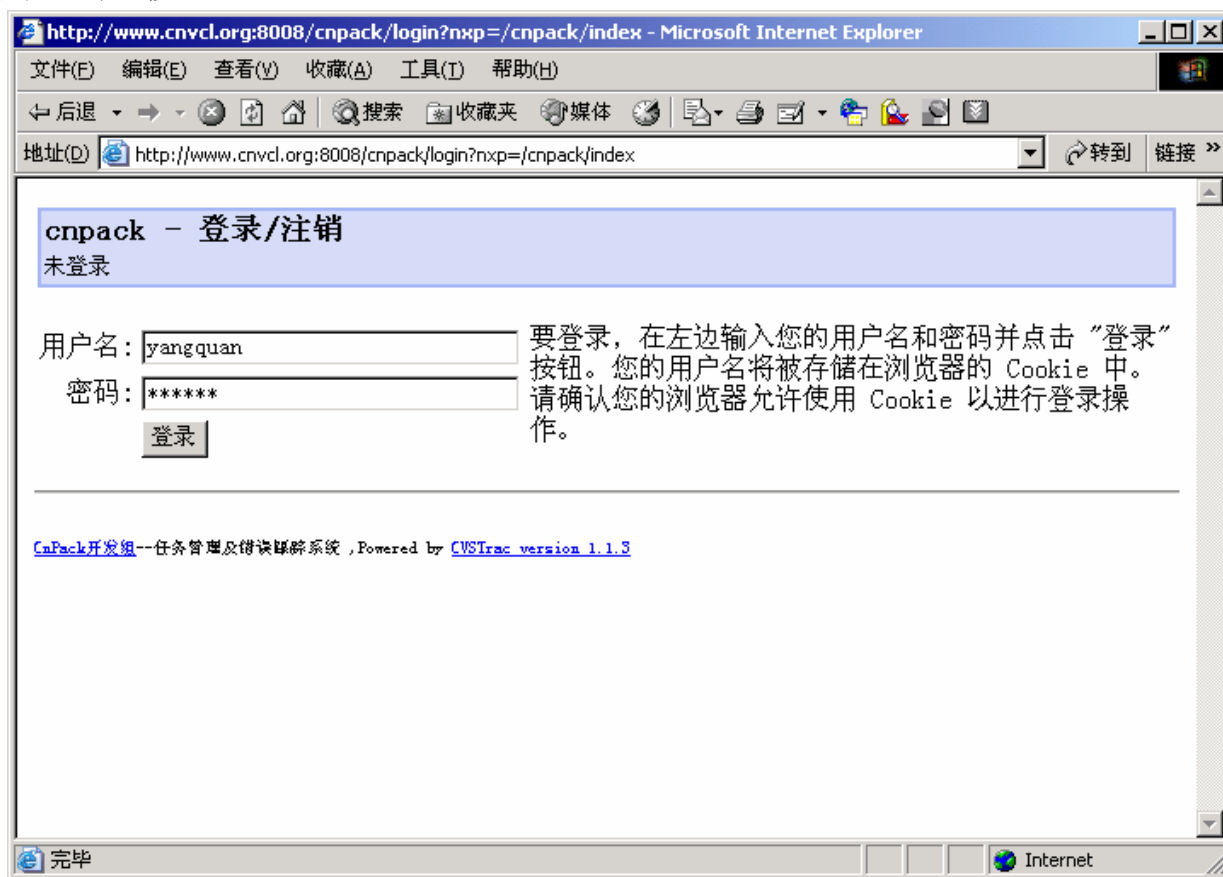 http://www.cnvcl.org:8008/cnpack/login?nxp=/cnpack/index - Microsoft Internet Explorer
文件(F) 编辑(E) 查看(V) 收藏(A) 工具(T) 帮助(H)
后退 搜索 收藏夹 媒体
地址(D) http://www.cnvcl.org:8008/cnpack/login?nxp=/cnpack/index 转到 链接 »
cnpack - 登录/注销
未登录
用户名: yangquan
密码: ******
登录
要登录, 在左边输入您的用户名和密码并点击 "登录"
按钮。您的用户名将被存储在浏览器的 Cookie 中。
请确认您的浏览器允许使用 Cookie 以进行登录操
作。
CnPack开发组--任务管理及错误跟踪系统 ,Powered by CVSTrac version 1.1.3
完毕 Internet